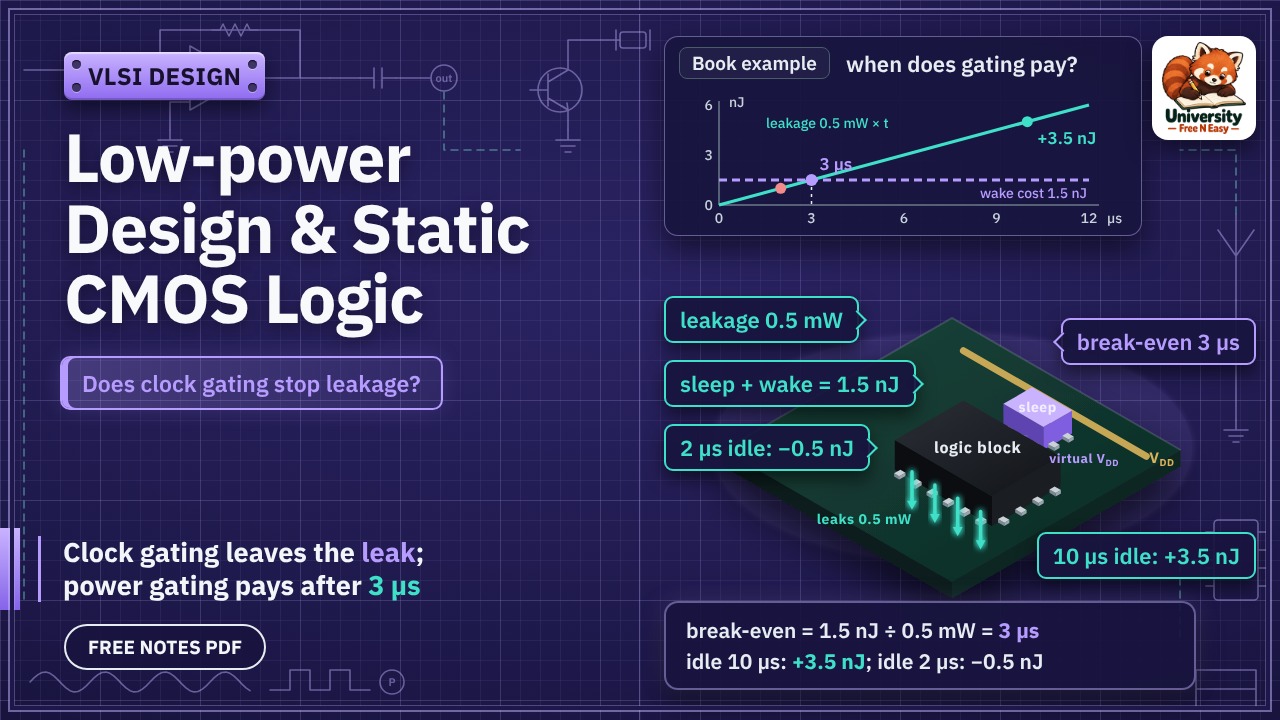 VLSI DESIGN
Low-power
Design & Static
CMOS Logic
Does clock gating stop leakage?
Clock gating leaves the leak;
power gating pays after 3 µs
FREE NOTES PDF
out
P
Book example when does gating pay?
nJ
6
3
0
leakage 0.5 mW × t
3 µs
+3.5 nJ
wake cost 1.5 nJ
0 3 6 9 12 µs
University
Free N Easy
leakage 0.5 mW
sleep + wake = 1.5 nJ
2 µs idle: −0.5 nJ
break-even 3 µs
sleep
logic block
virtual VDD
VDD
leaks 0.5 mW
10 µs idle: +3.5 nJ
break-even = 1.5 nJ ÷ 0.5 mW = 3 µs
idle 10 µs: +3.5 nJ; idle 2 µs: −0.5 nJ